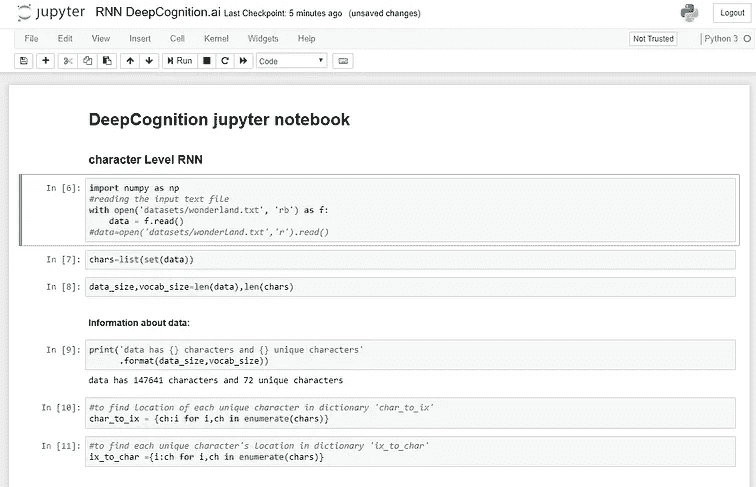 jupyter RNN DeepCognition.ai Last Checkpoint: 5 minutes ago (unsaved changes) Logout
File Edit View Insert Cell Kernel Widgets Help Not Trusted Python 3
Run Code
DeepCognition jupyter notebook
character Level RNN
In [6]: import numpy as np
#reading the input text file
with open('datasets/wonderland.txt', 'rb') as f:
    data = f.read()
#data=open('datasets/wonderland.txt','r').read()
In [7]: chars=list(set(data))
In [8]: data_size,vocab_size=len(data),len(chars)
Information about data:
In [9]: print('data has {} characters and {} unique characters'
      .format(data_size,vocab_size))
data has 147641 characters and 72 unique characters
In [10]: #to find location of each unique character in dictionary 'char_to_ix'
char_to_ix = {ch:i for i,ch in enumerate(chars)}
In [11]: #to find each unique character's Location in dictionary 'ix_to_char'
ix_to_char ={i:ch for i,ch in enumerate(chars)}